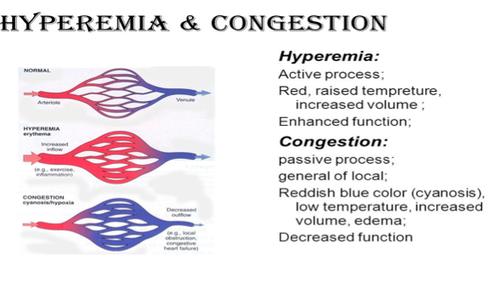 HYPEREMIA & CONGESTION
NORMAL
Arteriole
Venule
HYPEREMIA
erythema
Increased
inflow
(e.g., exercise,
inflammation)
CONGESTION
cyanosis/hypoxia
Decreased
outflow
(e.g., local
obstruction,
congestive
heart failure)
Hyperemia:
Active process;
Red, raised tempreture,
increased volume ;
Enhanced function;
Congestion:
passive process;
general of local;
Reddish blue color (cyanosis),
low temperature, increased
volume, edema;
Decreased function